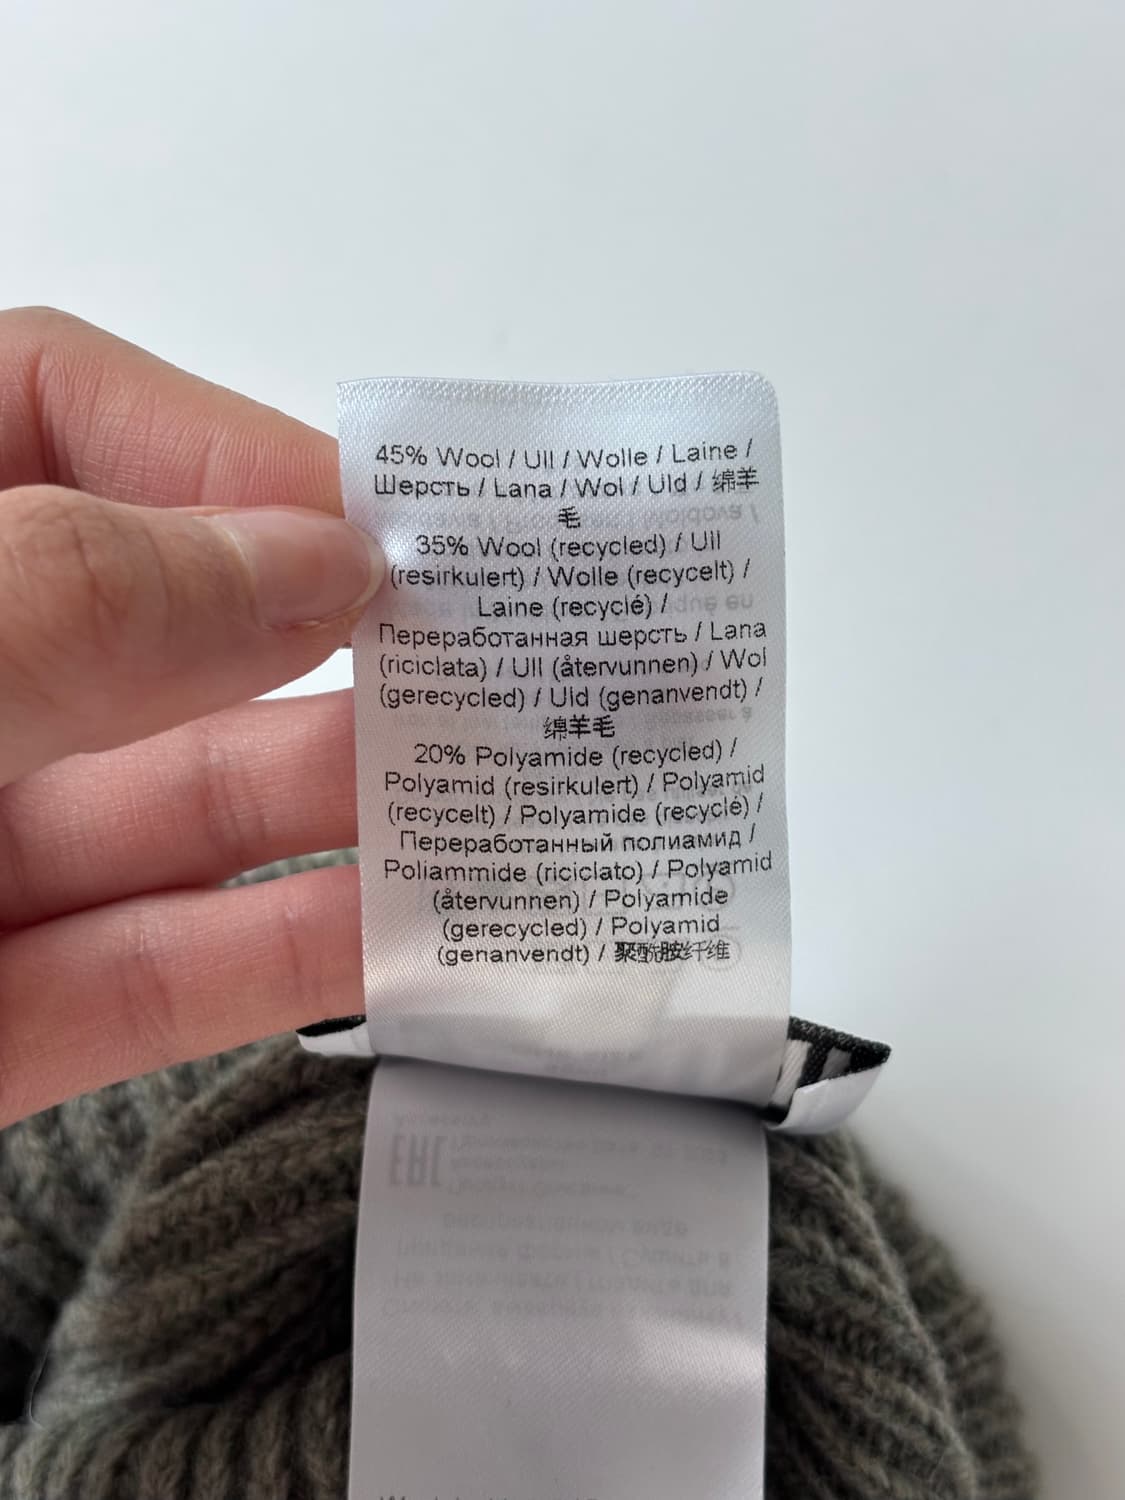 45% Wool / Ull / Wolle / Laine /
Шерсть / Lana / Wol / Uld / 绵羊
毛
35% Wool (recycled) / Ull
(resirkulert) / Wolle (recycelt) /
Laine (recyclé) /
Переработанная шерсть / Lana
(riciclata) / Ull (återvunnen) / Wol
(gerecycled) / Uld (genanvendt) /
绵羊毛
20% Polyamide (recycled) /
Polyamid (resirkulert) / Polyamid
(recycelt) / Polyamide (recyclé) /
Переработанный полиамид /
Poliammide (riciclato) / Polyamid
(återvunnen) / Polyamide
(gerecycled) / Polyamid
(genanvendt) / 聚酰胺纤维